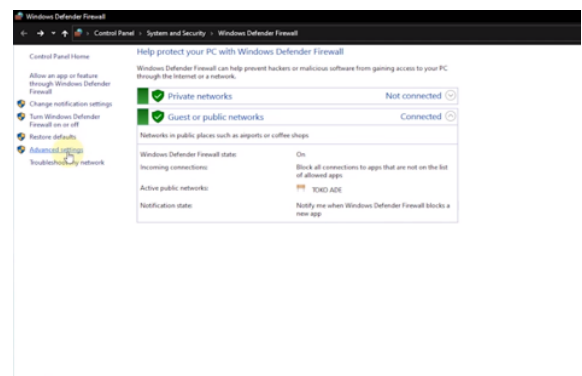 Windows Defender Firewall
Control Panel › System and Security › Windows Defender Firewall
Control Panel Home
Allow an app or feature
through Windows Defender
Firewall
Change notification settings
Turn Windows Defender
Firewall on or off
Restore defaults
Advanced settings
Troubleshoot my network
Help protect your PC with Windows Defender Firewall
Windows Defender Firewall can help prevent hackers or malicious software from gaining access to your PC
through the Internet or a network.
Private networks Not connected
Guest or public networks Connected
Networks in public places such as airports or coffee shops
Windows Defender Firewall state: On
Incoming connections: Block all connections to apps that are not on the list
of allowed apps
Active public networks: TOKO ADE
Notification state: Notify me when Windows Defender Firewall blocks a
new app